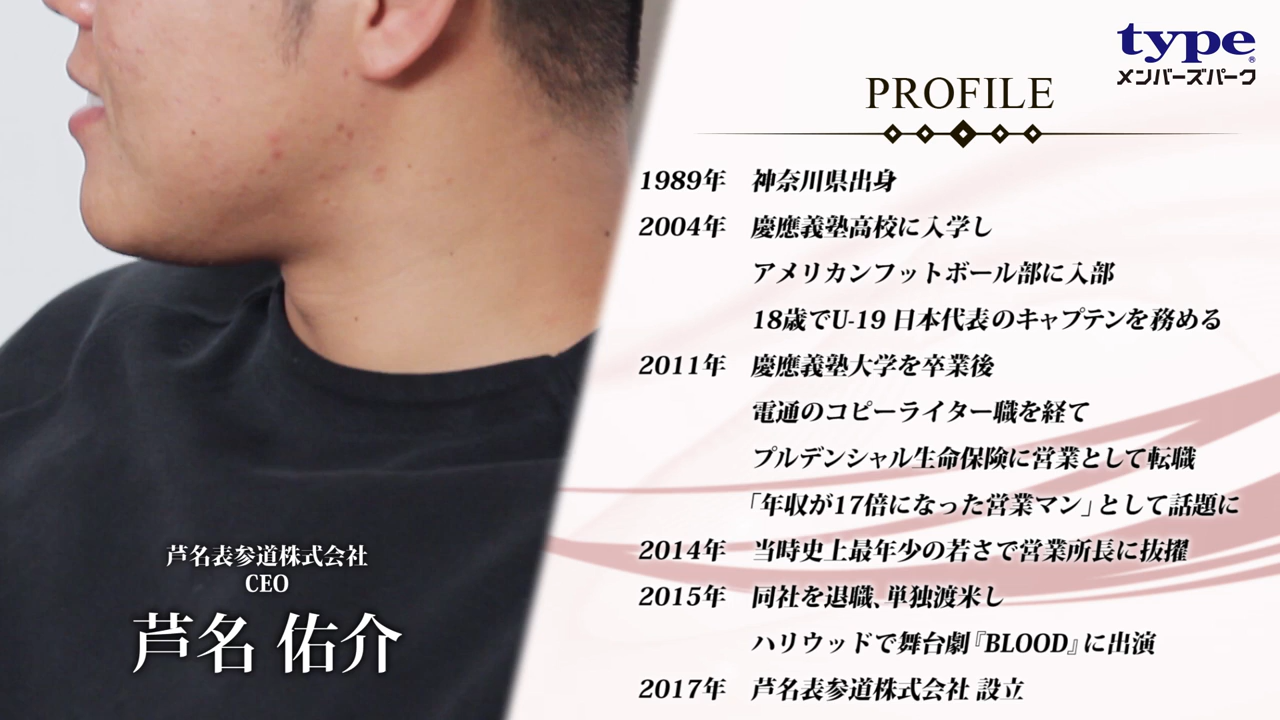 type
メンバーズパーク
PROFILE
1989年 神奈川県出身
2004年 慶應義塾高校に入学し
アメリカンフットボール部に入部
18歳でU-19 日本代表のキャプテンを務める
2011年 慶應義塾大学を卒業後
電通のコピーライター職を経て
プルデンシャル生命保険に営業として転職
「年収が17倍になった営業マン」として話題に
2014年 当時史上最年少の若さで営業所長に抜擢
2015年 同社を退職、単独渡米し
ハリウッドで舞台劇『BLOOD』に出演
2017年 芦名表参道株式会社 設立
芦名表参道株式会社
CEO
芦名 佑介